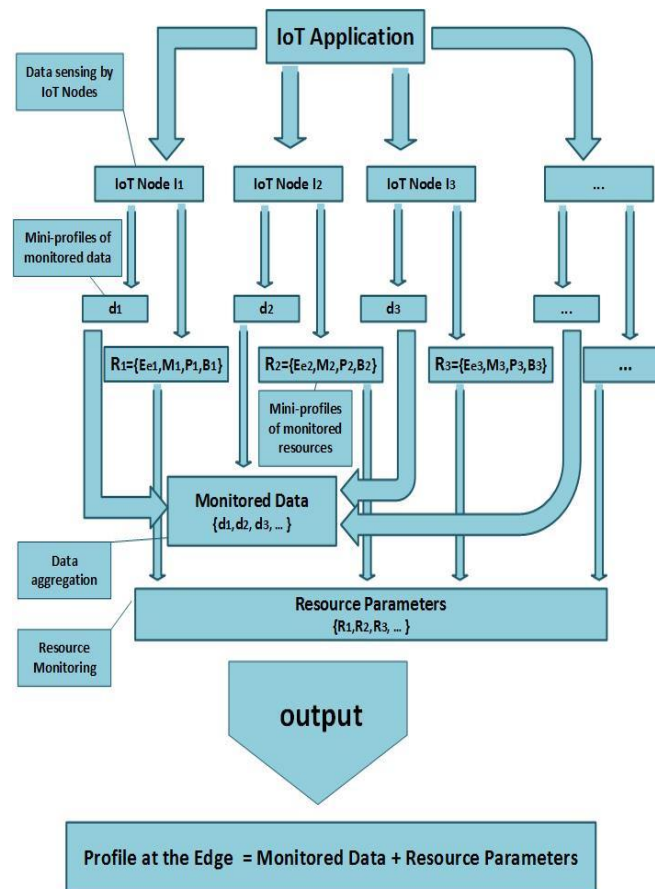 IoT Application
Data sensing by
IoT Nodes
IoT Node I1
IoT Node I2
IoT Node I3
...
Mini-profiles of
monitored data
d1
d2
d3
...
R1={Ee1,M1,P1,B1}
R2={Ee2,M2,P2,B2}
R3={Ee3,M3,P3,B3}
...
Mini-profiles
of monitored
resources
Monitored Data
{d1,d2, d3, ... }
Data
aggregation
Resource Parameters
{R1,R2,R3, ... }
Resource
Monitoring
output
Profile at the Edge = Monitored Data + Resource Parameters